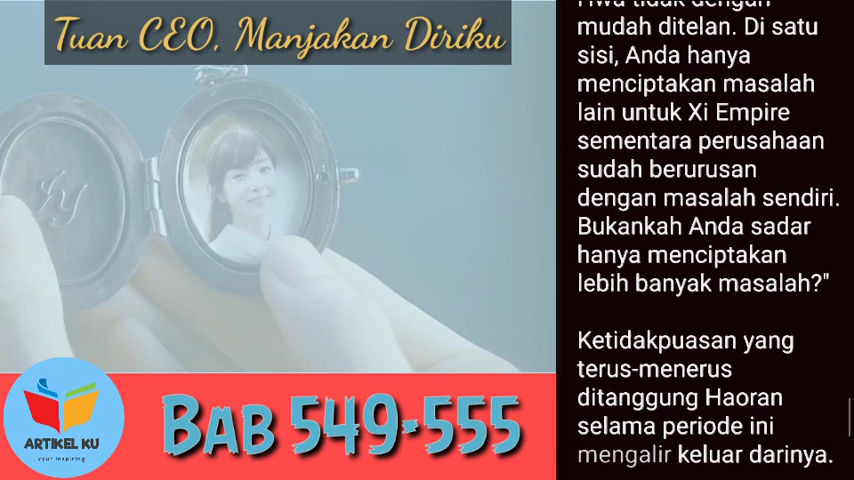 Tuan CEO, Manjakan Diriku
ARTIKEL KU
your inspiring
BAB 549-555
mudah ditelan. Di satu
sisi, Anda hanya
menciptakan masalah
lain untuk Xi Empire
sementara perusahaan
sudah berurusan
dengan masalah sendiri.
Bukankah Anda sadar
hanya menciptakan
lebih banyak masalah?"
Ketidakpuasan yang
terus-menerus
ditanggung Haoran
selama periode ini
mengalir keluar darinya.